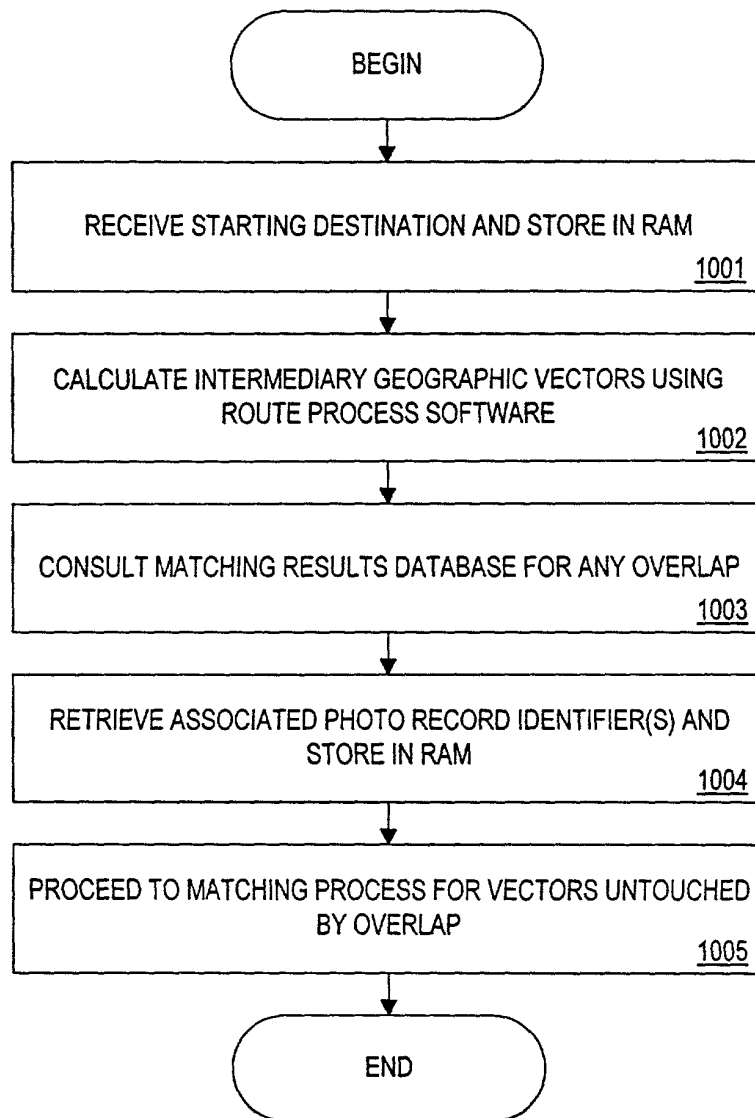 BEGIN
RECEIVE STARTING DESTINATION AND STORE IN RAM
1001
CALCULATE INTERMEDIARY GEOGRAPHIC VECTORS USING
ROUTE PROCESS SOFTWARE
1002
CONSULT MATCHING RESULTS DATABASE FOR ANY OVERLAP
1003
RETRIEVE ASSOCIATED PHOTO RECORD IDENTIFIER(S) AND
STORE IN RAM
1004
PROCEED TO MATCHING PROCESS FOR VECTORS UNTOUCHED
BY OVERLAP
1005
END